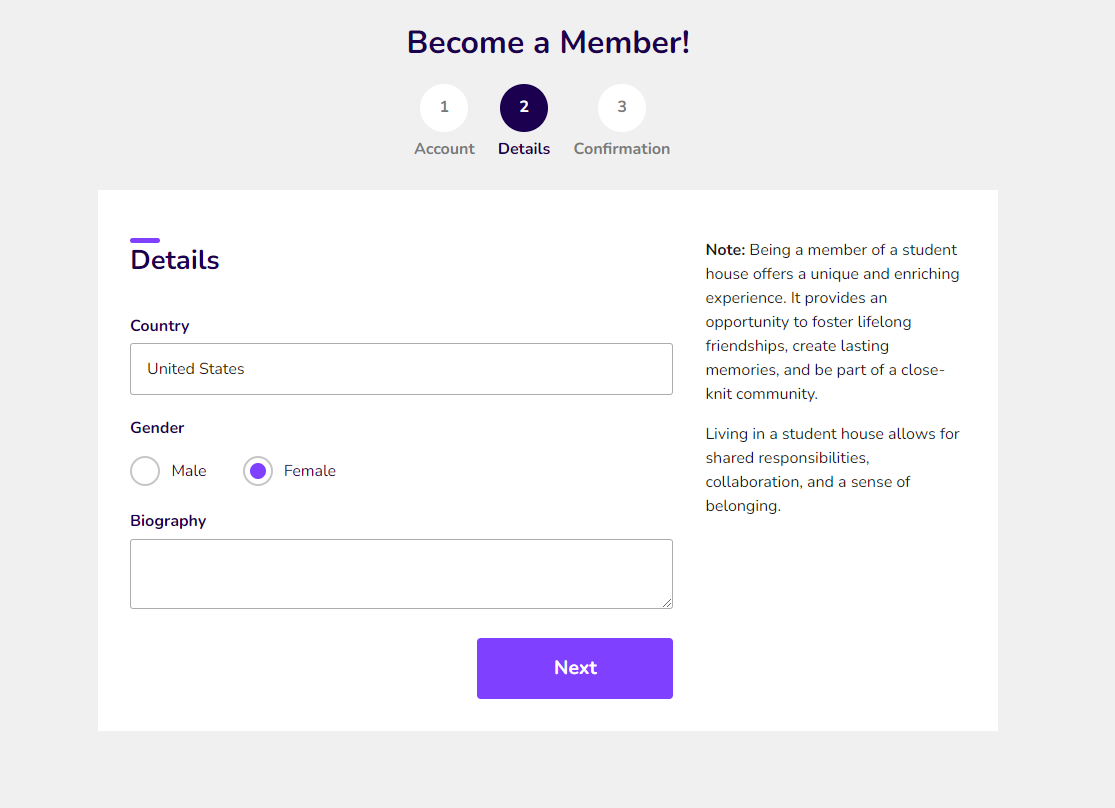 Become a Member!
1 2 3
Account Details Confirmation
Details
Country
United States
Gender
Male Female
Biography
Next
Note: Being a member of a student
house offers a unique and enriching
experience. It provides an
opportunity to foster lifelong
friendships, create lasting
memories, and be part of a close-
knit community.
Living in a student house allows for
shared responsibilities,
collaboration, and a sense of
belonging.